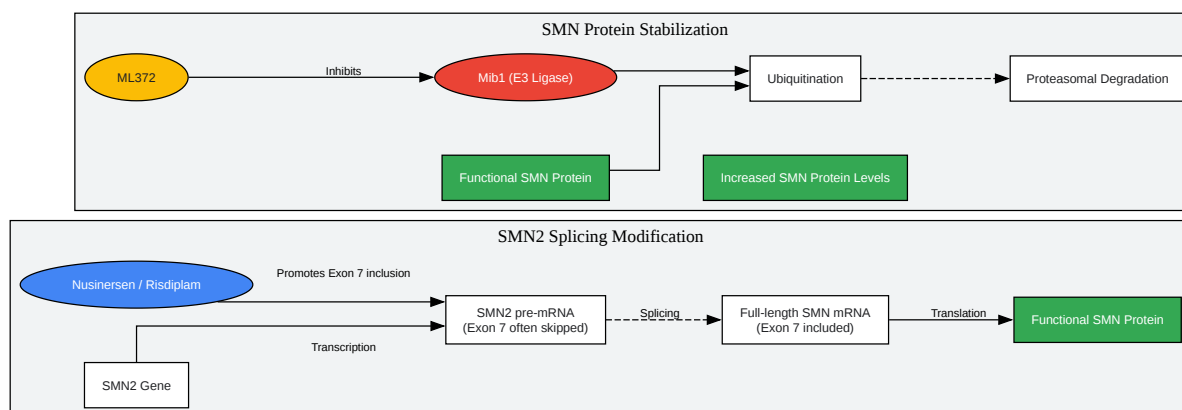 SMN Protein Stabilization
ML372
Inhibits
Mib1 (E3 Ligase)
Ubiquitination
Proteasomal Degradation
Functional SMN Protein
Increased SMN Protein Levels
SMN2 Splicing Modification
Nusinersen / Risdiplam
Promotes Exon 7 inclusion
SMN2 pre-mRNA
(Exon 7 often skipped)
Splicing
Full-length SMN mRNA
(Exon 7 included)
Translation
Functional SMN Protein
Transcription
SMN2 Gene